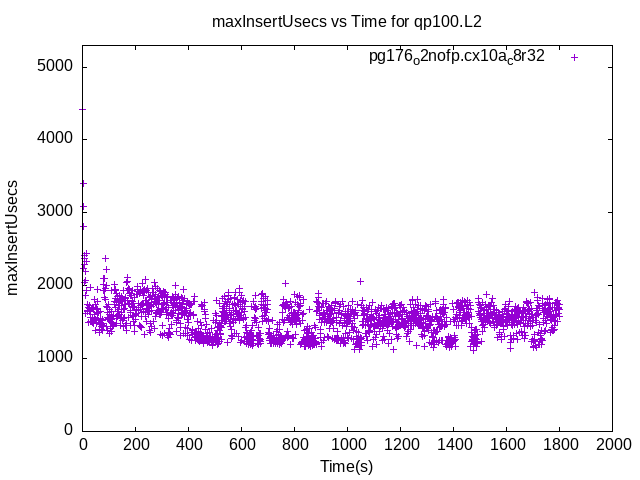 maxInsertUsecs vs Time for qp100.L2
pg176o2nofp.cx10ac8r32
5000
4000
3000
2000
1000
0
maxInsertUsecs
0 200 400 600 800 1000 1200 1400 1600 1800 2000
Time(s)